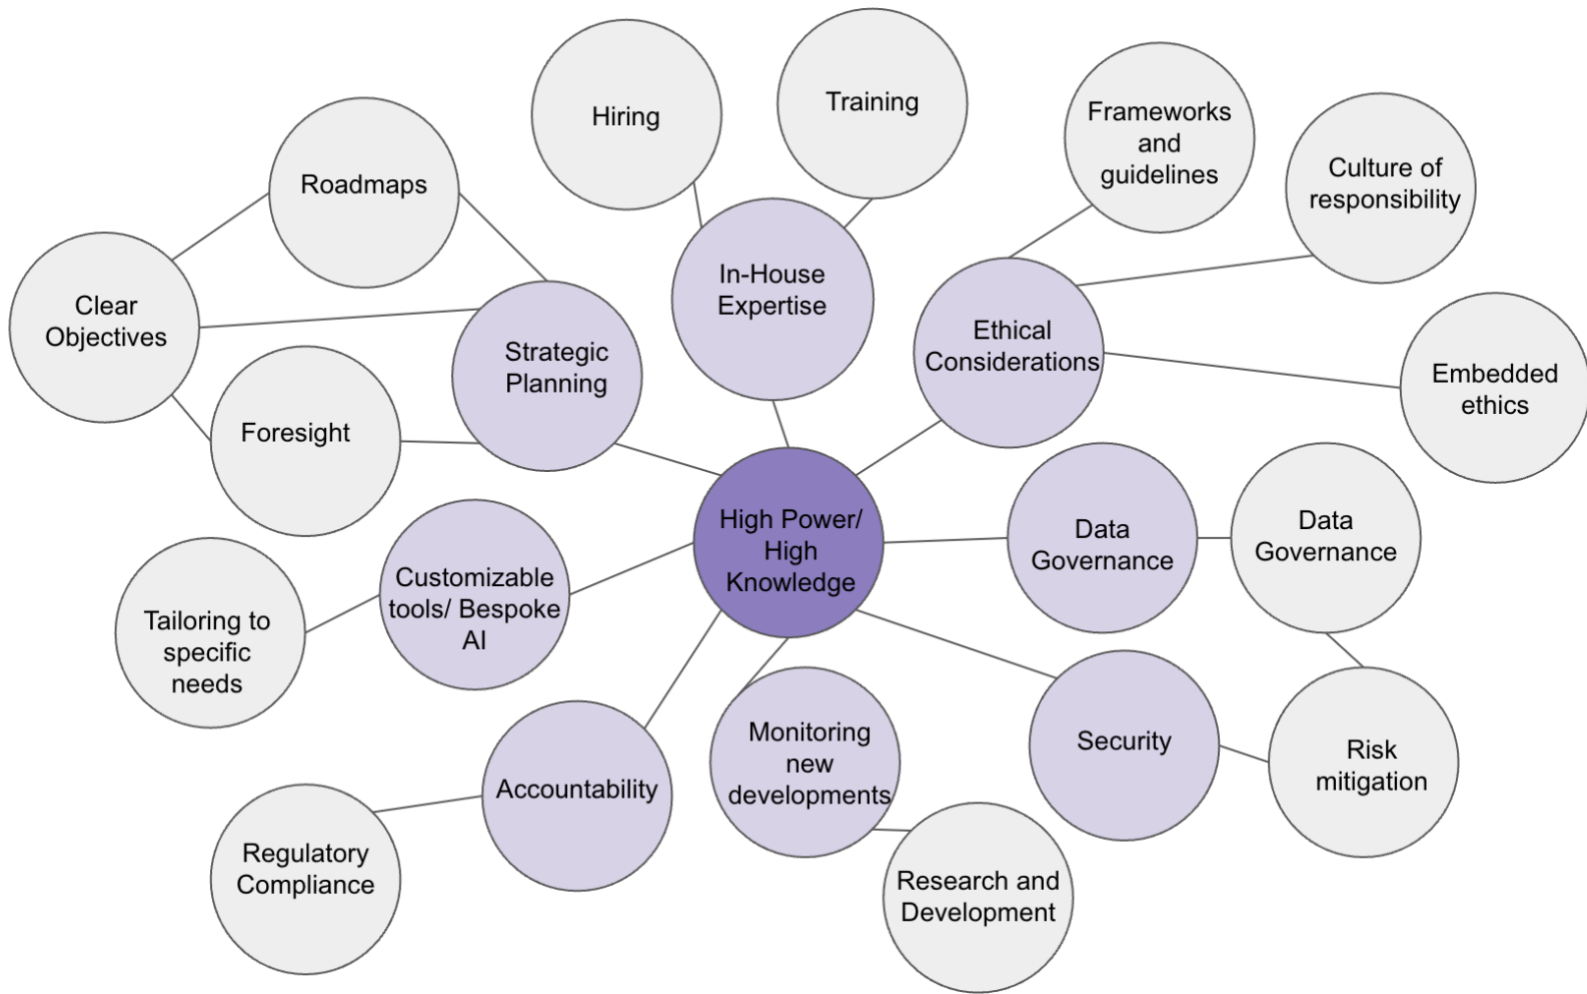 Hiring
Training
Frameworks
and
guidelines
Culture of
responsibility
Roadmaps
Clear
Objectives
In-House
Expertise
Ethical
Considerations
Strategic
Planning
Embedded
ethics
Foresight
High Power/
High
Knowledge
Data
Governance
Data
Governance
Customizable
tools/ Bespoke
AI
Tailoring to
specific
needs
Monitoring
new
developments
Security
Risk
mitigation
Accountability
Regulatory
Compliance
Research and
Development